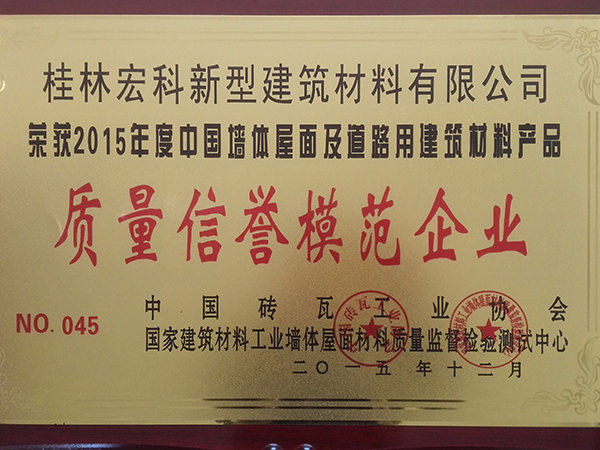 桂林宏科新型建筑材料有限公司
荣获2015年度中国墙体屋面及道路用建筑材料产品
质量信誉模范企业
NO. 045
中国砖瓦工业协会
国家建筑材料工业墙体屋面材料质量监督检验测试中心
二〇一五年十二月